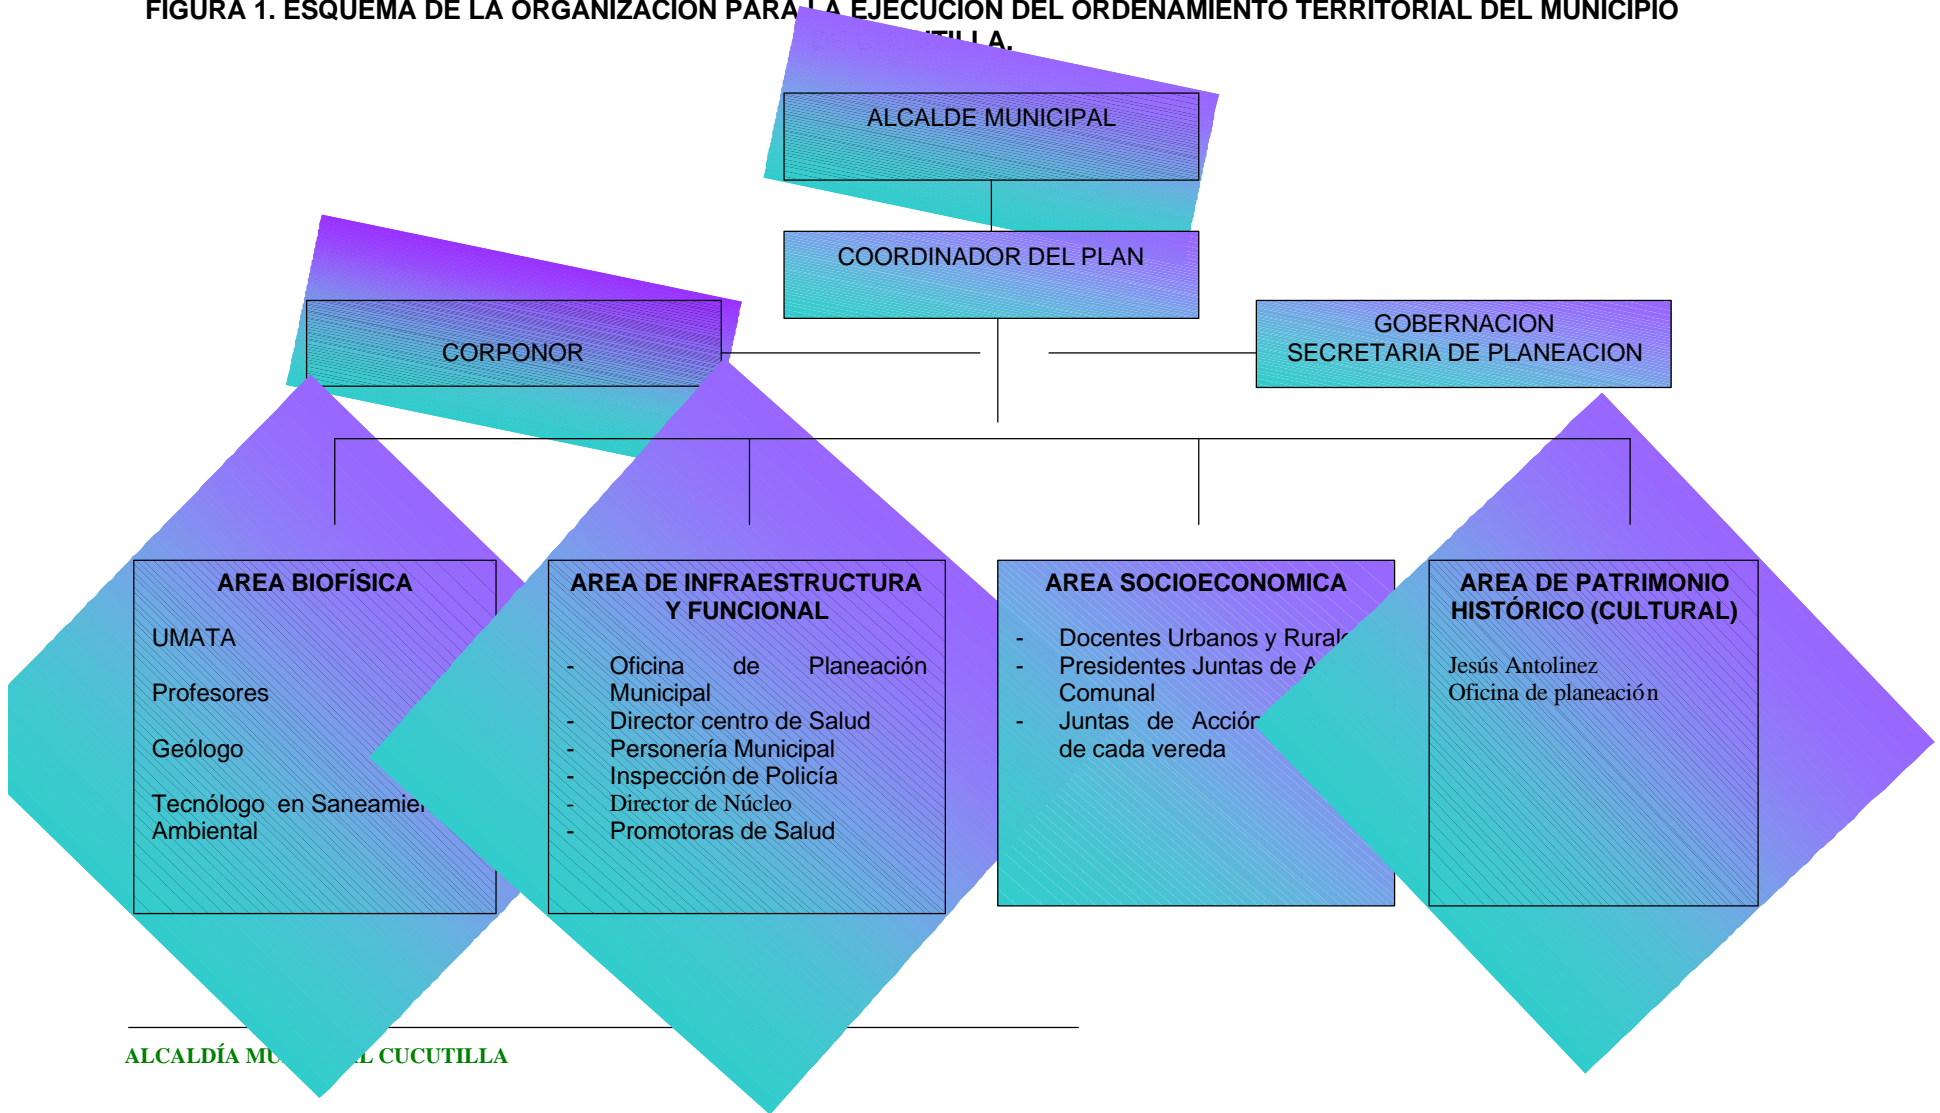 FIGURA 1. ESQUEMA DE LA ORGANIZACIÓN PARA LA EJECUCIÓN DEL ORDENAMIENTO TERRITORIAL DEL MUNICIPIO
ALCALDE MUNICIPAL
COORDINADOR DEL PLAN
CORPONOR
GOBERNACION
SECRETARIA DE PLANEACION
AREA BIOFÍSICA
UMATA
Profesores
Geólogo
Tecnólogo en
Ambiental
AREA DE INFRAESTRUCTURA
Y FUNCIONAL
- Oficina de Planeación
Municipal
- Director centro de Salud
- Personería Municipal
- Inspección de Policía
- Director de Núcleo
- Promotoras de Salud
AREA SOCIOECONOMICA
- Docentes Urbanos y
- Presidentes Juntas de
Comunal
- Juntas de Acción
de cada vereda
AREA DE PATRIMONIO
HISTÓRICO (CULTURAL)
Jesús Antolinez
Oficina de planeación
ALCALDÍA CUCUTILLA